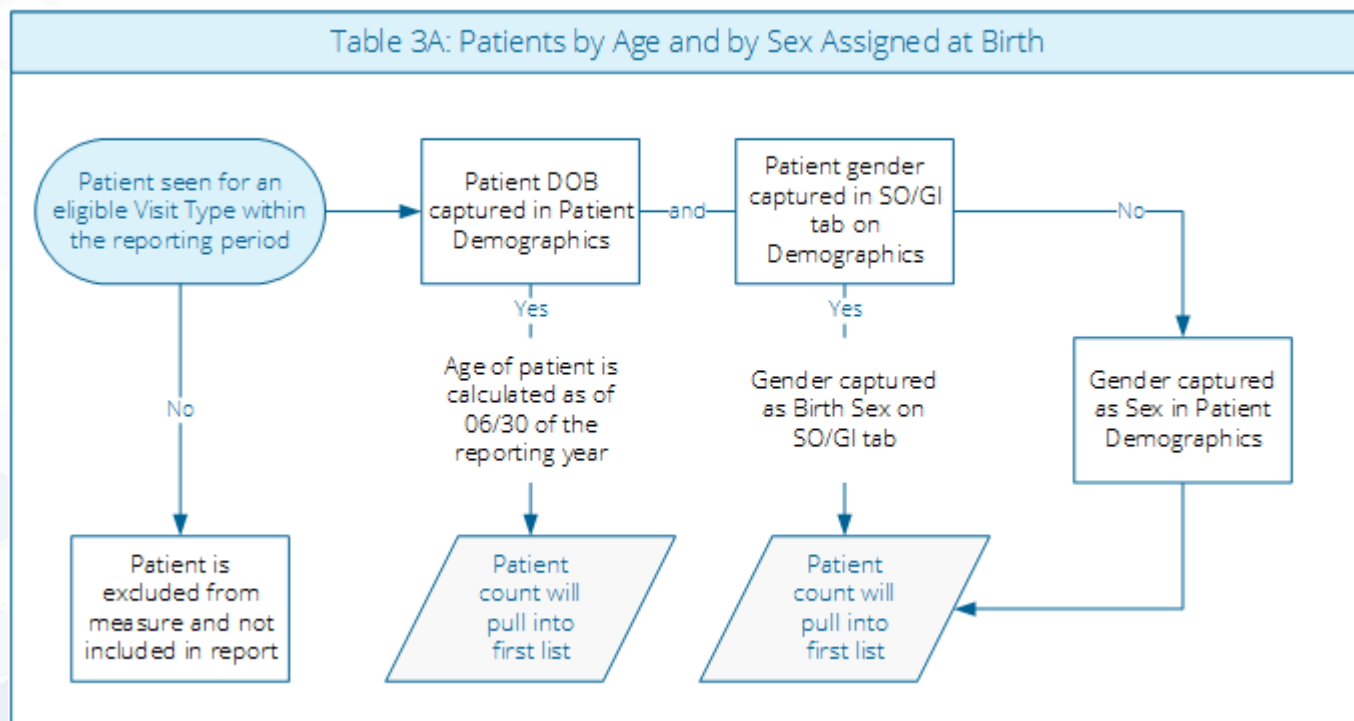 Table 3A: Patients by Age and by Sex Assigned at Birth
Patient seen for an
eligible Visit Type within
the reporting period
Patient DOB
captured in Patient
Demographics
and
Patient gender
captured in SO/GI
tab on
Demographics
No
Yes
Yes
Age of patient is
calculated as of
06/30 of the
reporting year
Gender captured
as Birth Sex on
SO/GI tab
Gender captured
as Sex in Patient
Demographics
No
Patient is
excluded from
measure and not
included in report
Patient
count will
pull into
first list
Patient
count will
pull into
first list